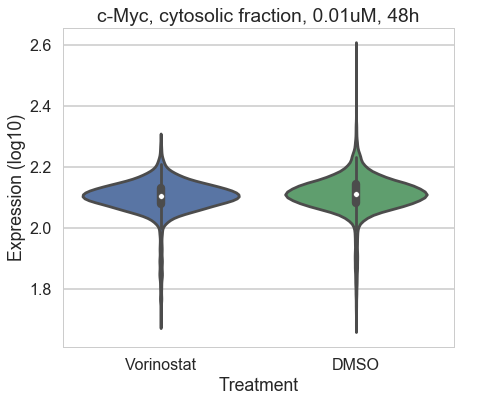 c-Myc, cytosolic fraction, 0.01uM, 48h
2.6
2.4
2.2
2.0
1.8
Expression (log10)
Vorinostat
DMSO
Treatment